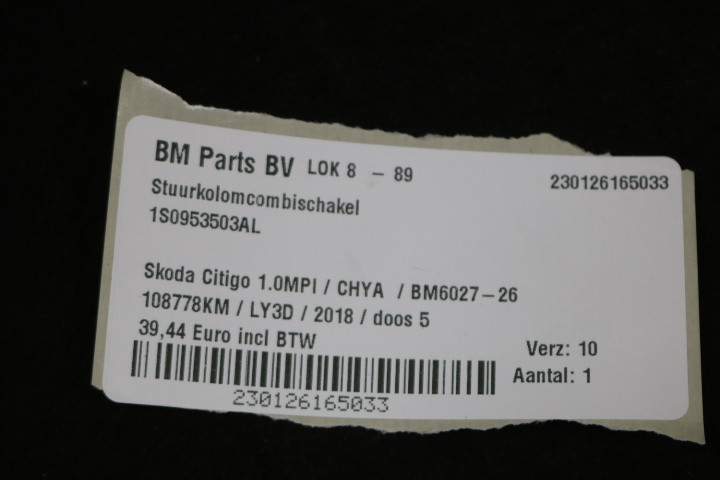 BM Parts BV LOK 8 - 89 230126165033
Stuurkolomcombischakel
1S0953503AL
Skoda Citigo 1.0MPI / CHYA / BM6027-26
108778KM / LY3D / 2018 / doos 5
39,44 Euro incl BTW
Verz: 10
Aantal: 1
230126165033